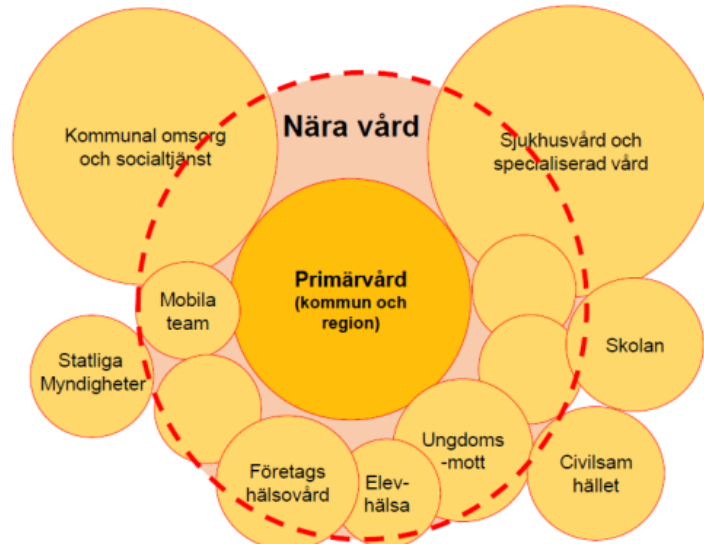 Nära vård
Kommunal omsorg
och socialtjänst
Sjukhusvård och
specialiserad vård
Primärvård
(kommun och
region)
Mobila
team
Statliga
Myndigheter
Skolan
Ungdoms
-mott
Företags
hälsovård
Elev-
hälsa
Civilsam
hället